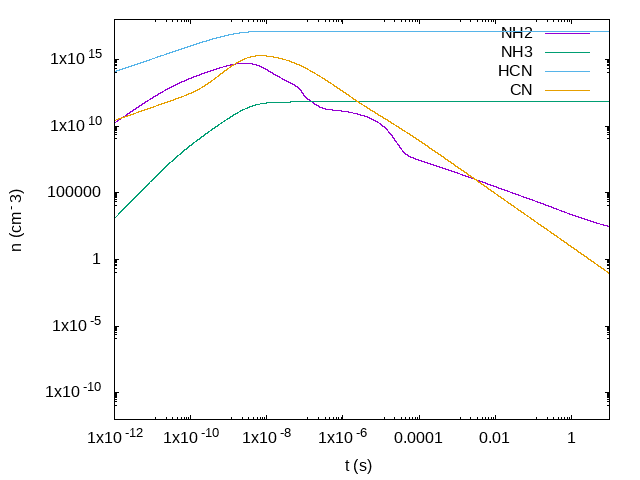 NH2
NH3
HCN
CN
1x10^15
1x10^10
100000
1
1x10^-5
1x10^-10
n (cm^-3)
1x10^-12 1x10^-10 1x10^-8 1x10^-6 0.0001 0.01 1
t (s)